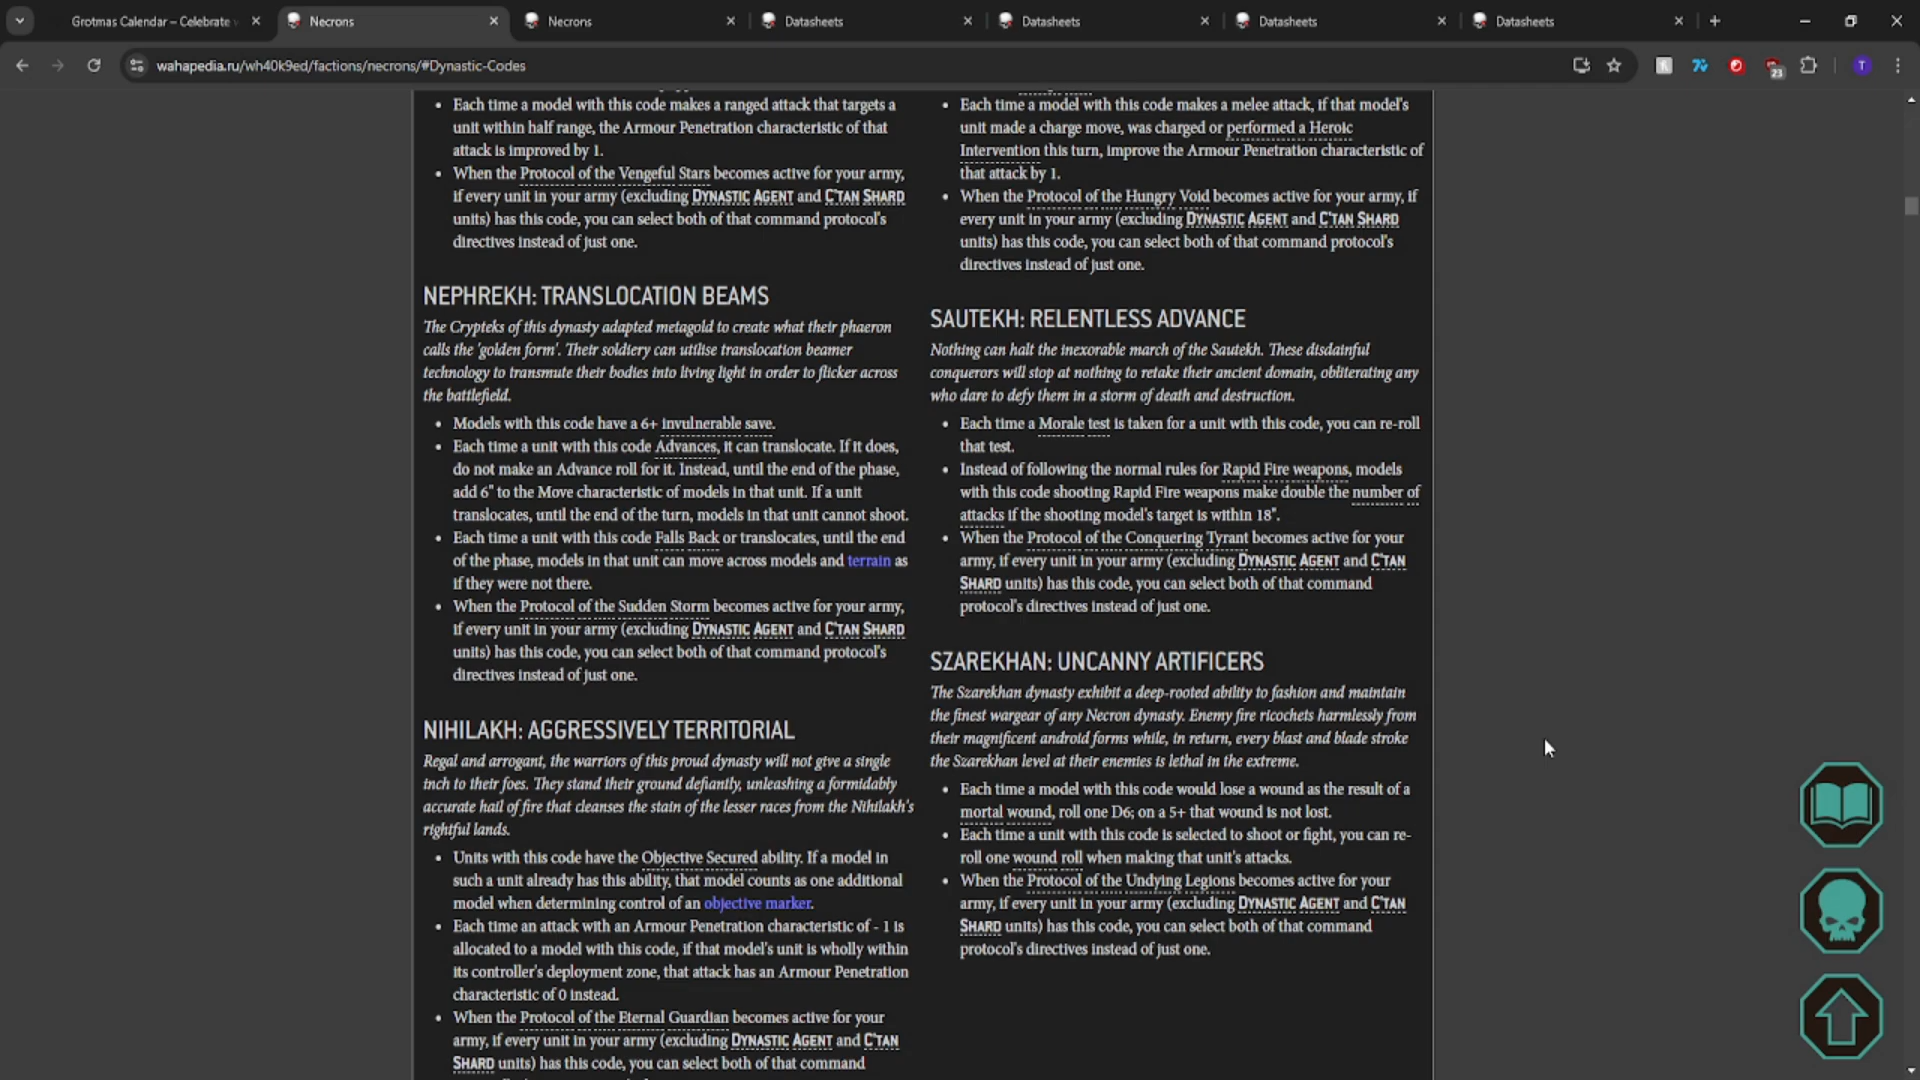 Grotmas Calendar – Celebrate
Necrons
Necrons
Datasheets
Datasheets
Datasheets
Datasheets
wahapedia.ru/wh40k9ed/factions/necrons/#Dynastic-Codes
23
T
Each time a model with this code makes a ranged attack that targets a
unit within half range, the Armour Penetration characteristic of that
attack is improved by 1.
When the Protocol of the Vengeful Stars becomes active for your army,
if every unit in your army (excluding DYNASTIC AGENT and C'TAN SHARD
units) has this code, you can select both of that command protocol's
directives instead of just one.
NEPHREKH: TRANSLOCATION BEAMS
The Crypteks of this dynasty adapted metagold to create what their phaeron
calls the 'golden form'. Their soldiery can utilise translocation beamer
technology to transmute their bodies into living light in order to flicker across
the battlefield.
Models with this code have a 6+ invulnerable save.
Each time a unit with this code Advances, it can translocate. If it does,
do not make an Advance roll for it. Instead, until the end of the phase,
add 6" to the Move characteristic of models in that unit. If a unit
translocates, until the end of the turn, models in that unit cannot shoot.
Each time a unit with this code Falls Back or translocates, until the end
of the phase, models in that unit can move across models and terrain as
if they were not there.
When the Protocol of the Sudden Storm becomes active for your army,
if every unit in your army (excluding DYNASTIC AGENT and C'TAN SHARD
units) has this code, you can select both of that command protocol's
directives instead of just one.
NIHILAKH: AGGRESSIVELY TERRITORIAL
Regal and arrogant, the warriors of this proud dynasty will not give a single
inch to their foes. They stand their ground defiantly, unleashing a formidably
accurate hail of fire that cleanses the stain of the lesser races from the Nihilakh's
rightful lands.
Units with this code have the Objective Secured ability. If a model in
such a unit already has this ability, that model counts as one additional
model when determining control of an objective marker.
Each time an attack with an Armour Penetration characteristic of - 1 is
allocated to a model with this code, if that model's unit is wholly within
its controller's deployment zone, that attack has an Armour Penetration
characteristic of 0 instead.
When the Protocol of the Eternal Guardian becomes active for your
army, if every unit in your army (excluding DYNASTIC AGENT and C'TAN
SHARD units) has this code, you can select both of that command
Each time a model with this code makes a melee attack, if that model's
unit made a charge move, was charged or performed a Heroic
Intervention this turn, improve the Armour Penetration characteristic of
that attack by 1.
When the Protocol of the Hungry Void becomes active for your army, if
every unit in your army (excluding DYNASTIC AGENT and C'TAN SHARD
units) has this code, you can select both of that command protocol's
directives instead of just one.
SAUTEKH: RELENTLESS ADVANCE
Nothing can halt the inexorable march of the Sautekh. These disdainful
conquerors will stop at nothing to retake their ancient domain, obliterating any
who dare to defy them in a storm of death and destruction.
Each time a Morale test is taken for a unit with this code, you can re-roll
that test.
Instead of following the normal rules for Rapid Fire weapons, models
with this code shooting Rapid Fire weapons make double the number of
attacks if the shooting model's target is within 18".
When the Protocol of the Conquering Tyrant becomes active for your
army, if every unit in your army (excluding DYNASTIC AGENT and C'TAN
SHARD units) has this code, you can select both of that command
protocol's directives instead of just one.
SZAREKHAN: UNCANNY ARTIFICERS
The Szarekhan dynasty exhibit a deep-rooted ability to fashion and maintain
the finest wargear of any Necron dynasty. Enemy fire ricochets harmlessly from
their magnificent android forms while, in return, every blast and blade stroke
the Szarekhan level at their enemies is lethal in the extreme.
Each time a model with this code would lose a wound as the result of a
mortal wound, roll one D6; on a 5+ that wound is not lost.
Each time a unit with this code is selected to shoot or fight, you can re-
roll one wound roll when making that unit's attacks.
When the Protocol of the Undying Legions becomes active for your
army, if every unit in your army (excluding DYNASTIC AGENT and C'TAN
SHARD units) has this code, you can select both of that command
protocol's directives instead of just one.